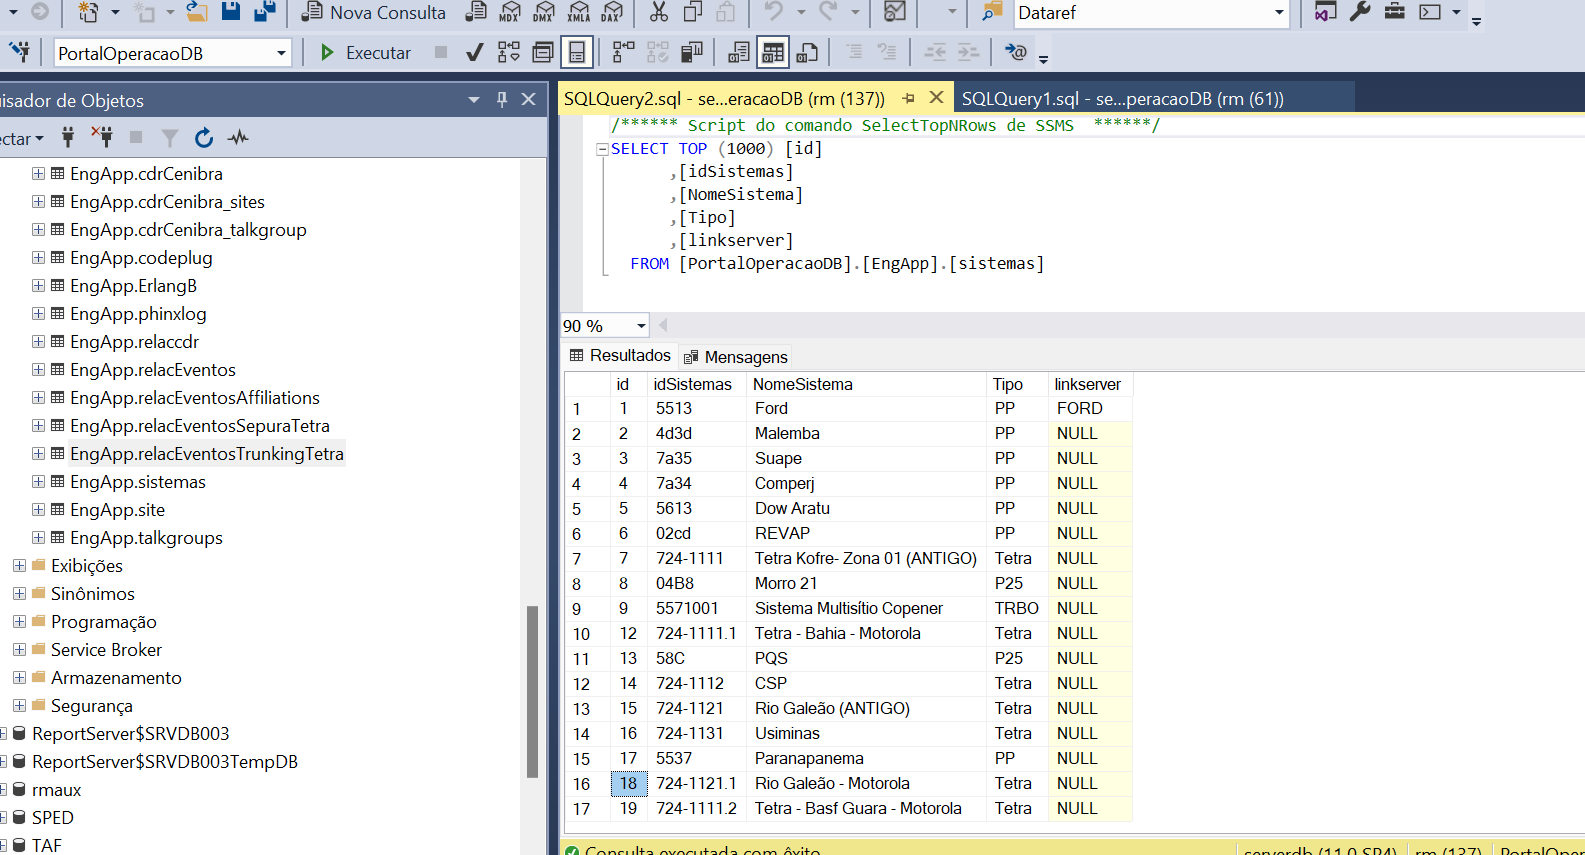 Nova Consulta
MDX
DMX
XMLA
DAX
Dataref
PortalOperacaoDB
Executar
isador de Objetos
ectar
EngApp.cdrCenibra
EngApp.cdrCenibra_sites
EngApp.cdrCenibra_talkgroup
EngApp.codeplug
EngApp.ErlangB
EngApp.phinxlog
EngApp.relaccdr
EngApp.relacEventos
EngApp.relacEventosAffiliations
EngApp.relacEventosSepuraTetra
EngApp.relacEventosTrunkingTetra
EngApp.sistemas
EngApp.site
EngApp.talkgroups
Exibições
Sinônimos
Programação
Service Broker
Armazenamento
Segurança
ReportServer$SRVDB003
ReportServer$SRVDB003TempDB
rmaux
SPED
TAF
SQLQuery2.sql - se...eracaoDB (rm (137))
SQLQuery1.sql - se...peracaoDB (rm (61))
/****** Script do comando SelectTopNRows de SSMS  ******/
SELECT TOP (1000) [id]
,[idSistemas]
,[NomeSistema]
,[Tipo]
,[linkserver]
FROM [PortalOperacaoDB].[EngApp].[sistemas]
90 %
Resultados Mensagens
id idSistemas NomeSistema Tipo linkserver
1 1 5513 Ford PP FORD
2 2 4d3d Malemba PP NULL
3 3 7a35 Suape PP NULL
4 4 7a34 Comperj PP NULL
5 5 5613 Dow Aratu PP NULL
6 6 02cd REVAP PP NULL
7 7 724-1111 Tetra Kofre- Zona 01 (ANTIGO) Tetra NULL
8 8 04B8 Morro 21 P25 NULL
9 9 5571001 Sistema Multisítio Copener TRBO NULL
10 12 724-1111.1 Tetra - Bahia - Motorola Tetra NULL
11 13 58C PQS P25 NULL
12 14 724-1112 CSP Tetra NULL
13 15 724-1121 Rio Galeão (ANTIGO) Tetra NULL
14 16 724-1131 Usiminas Tetra NULL
15 17 5537 Paranapanema PP NULL
16 18 724-1121.1 Rio Galeão - Motorola Tetra NULL
17 19 724-1111.2 Tetra - Basf Guara - Motorola Tetra NULL
Consulta executada com êxito
serverdb (11.0 SP4) rm (137) PortalOper